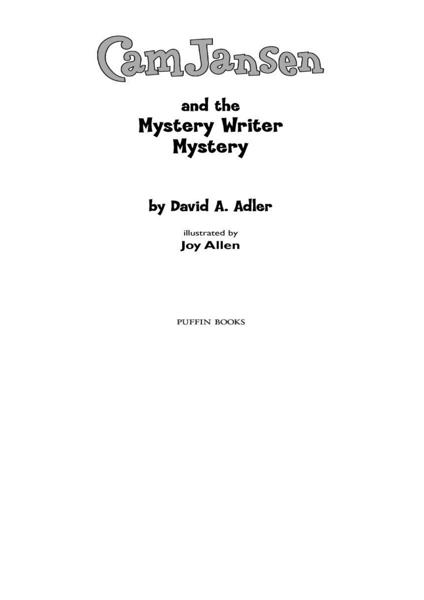 Cam Jansen
and the
Mystery Writer
Mystery
by David A. Adler
illustrated by
Joy Allen
PUFFIN BOOKS